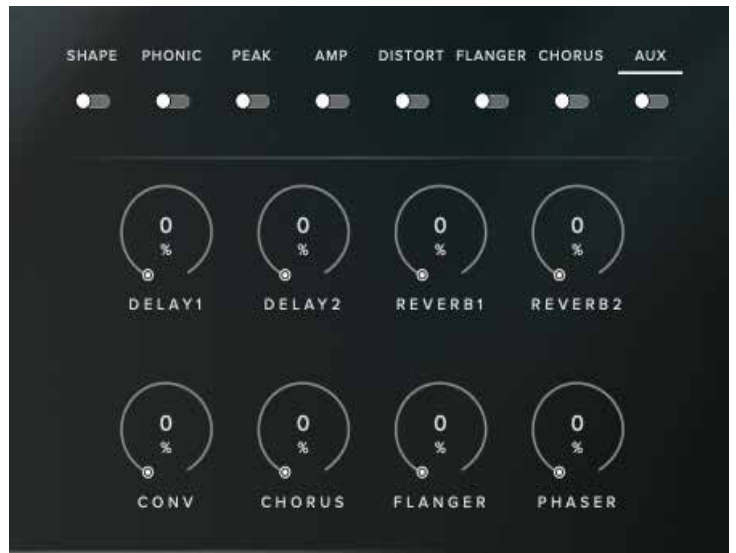 SHAPE PHONIC PEAK AMP DISTORT FLANGER CHORUS AUX
0 0 0 0
% % % %
DELAY1 DELAY2 REVERB1 REVERB2
0 0 0 0
% % % %
CONV CHORUS FLANGER PHASER